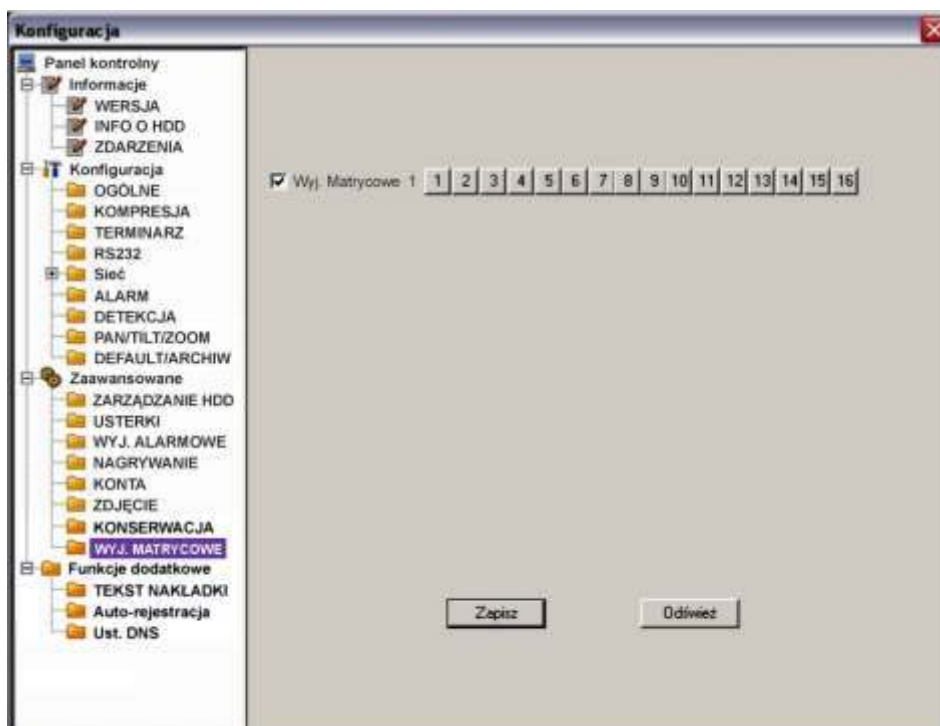 Konfiguracja
Panel kontrolny
Informacje
WERSJA
INFO O HDD
ZDARZENIA
Konfiguracja
OGÓLNE
KOMPRESJA
TERMINARZ
RS232
Sieć
ALARM
DETEKCJA
PAN/TILT/ZOOM
DEFAULT/ARCHIW
Zaawansowane
ZARZĄDZANIE HDD
USTERKI
WYJ. ALARMOWE
NAGRYWANIE
KONTA
ZDJĘCIE
KONSERWACJA
WYJ. MATRYCOWE
Funkcje dodatkowe
TEKST NAKŁADKI
Auto-rejestracja
Ust. DNS
Wyj. Matrycowe 1 1 2 3 4 5 6 7 8 9 10 11 12 13 14 15 16
Zapisz Odśwież